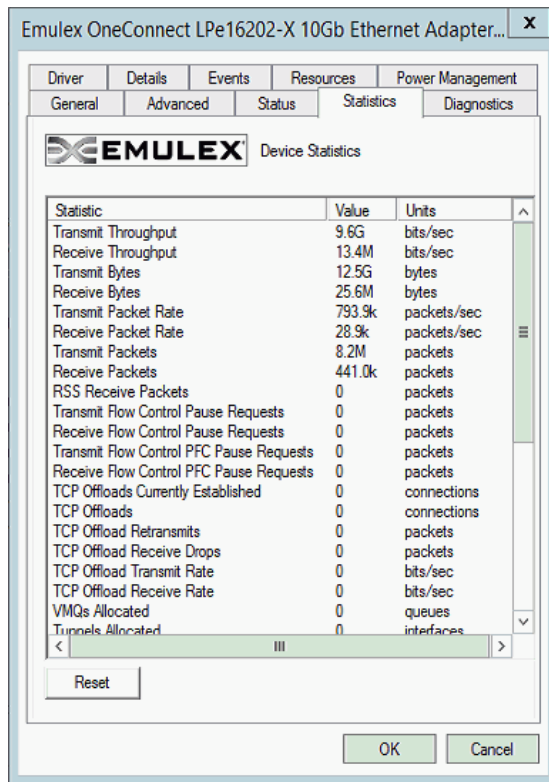 Emulex OneConnect LPe16202-X 10Gb Ethernet Adapter... X
Driver Details Events Resources Power Management
General Advanced Status Statistics Diagnostics
EMULEX Device Statistics
Statistic Value Units
Transmit Throughput 9.6G bits/sec
Receive Throughput 13.4M bits/sec
Transmit Bytes 12.5G bytes
Receive Bytes 25.6M bytes
Transmit Packet Rate 793.9k packets/sec
Receive Packet Rate 28.9k packets/sec
Transmit Packets 8.2M packets
Receive Packets 441.0k packets
RSS Receive Packets 0 packets
Transmit Flow Control Pause Requests 0 packets
Receive Flow Control Pause Requests 0 packets
Transmit Flow Control PFC Pause Requests 0 packets
Receive Flow Control PFC Pause Requests 0 packets
TCP Offloads Currently Established 0 connections
TCP Offloads 0 connections
TCP Offload Retransmits 0 packets
TCP Offload Receive Drops 0 packets
TCP Offload Transmit Rate 0 bits/sec
TCP Offload Receive Rate 0 bits/sec
VMQs Allocated 0 queues
Tunnels Allocated 0 interfaces
Reset
OK Cancel